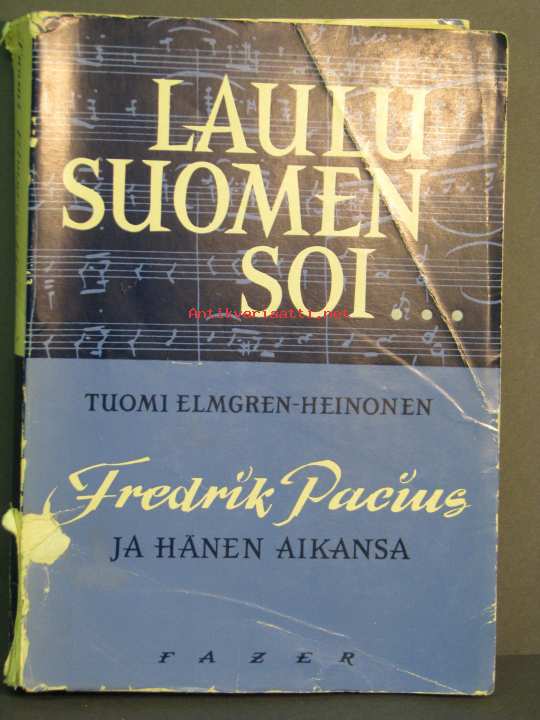 LAULU
SUOMEN
SOI...
Antikvariaatti.net
TUOMI ELMGREN-HEINONEN
Fredrik Pacius
JA HÄNEN AIKANSA
FAZER